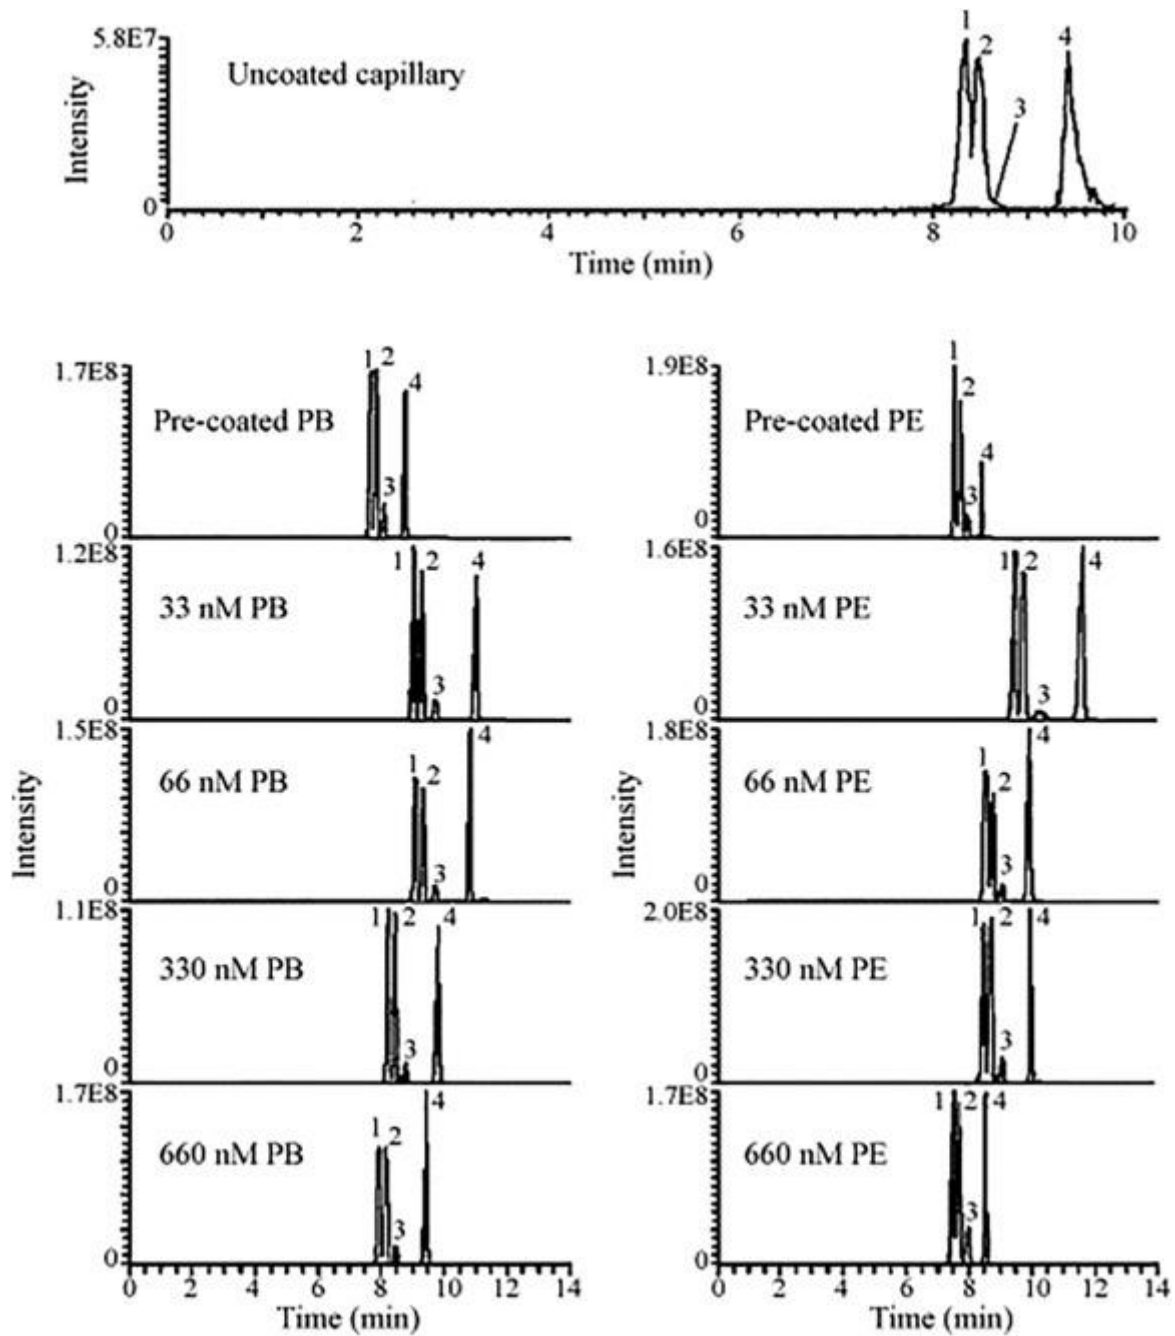 5.8E7
Intensity
0
Uncoated capillary
1
2
3
4
0 2 4 6 8 10
Time (min)
1.7E8
Pre-coated PB
0
1 2
3
4
1.9E8
Pre-coated PE
0
1
2
3
4
1.2E8
33 nM PB
0
1 2
3
4
1.6E8
33 nM PE
0
1 2
3
4
1.5E8
66 nM PB
0
1 2
3
4
1.8E8
66 nM PE
0
1
2
3
4
Intensity
Intensity
1.1E8
330 nM PB
0
1 2
3
4
2.0E8
330 nM PE
0
1 2
3
4
1.7E8
660 nM PB
0
1 2
3
4
1.7E8
660 nM PE
0
1 2
3
4
0 2 4 6 8 10 12 14
Time (min)
0 2 4 6 8 10 12 14
Time (min)